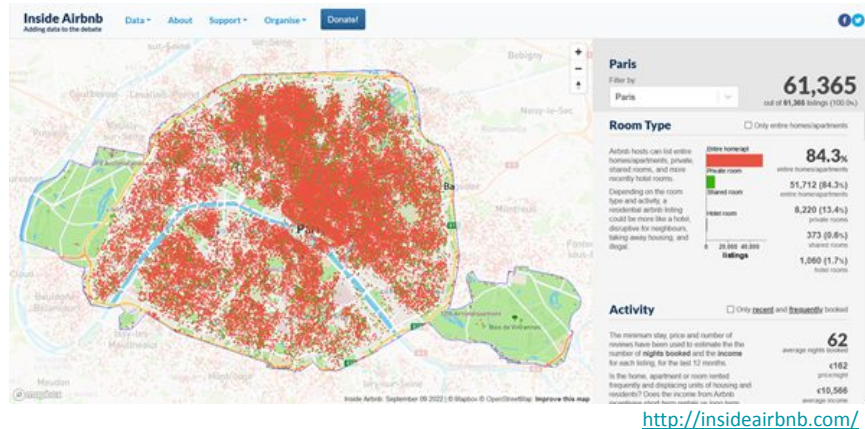 Inside Airbnb
Adding data to the debate
Data
About
Support
Organise
Donate!
Bobigny
Noisy-le-Sec
Montreuil
Paris
Filter by:
Paris
61,365
out of 61,365 listings (100.0%)
Room Type
Only entire homes/apartments
Airbnb hosts can list entire
homes/apartments, private,
shared rooms, and more
recently hotel rooms.
Depending on the room
type and activity, a
residential airbnb listing
could be more like a hotel,
disruptive for neighbours,
taking away housing, and
illegal.
Entire home/apt
Private room
Shared room
Hotel room
0 20,000 40,000
listings
84.3%
entire homes/apartments
51,712 (84.3%)
entire homes/apartments
8,220 (13.4%)
private rooms
373 (0.6%)
shared rooms
1,060 (1.7%)
hotel rooms
Activity
Only recent and frequently booked
The minimum stay, price and number of
reviews have been used to estimate the the
number of nights booked and the income
for each listing, for the last 12 months.
Is the home, apartment or room rented
frequently and displacing units of housing and
residents? Does the income from Airbnb
62
average nights booked
€162
price/night
€10,566
average income
mapbox
Inside Airbnb: September 09 2022 | © Mapbox © OpenStreetMap Improve this map
http://insideairbnb.com/